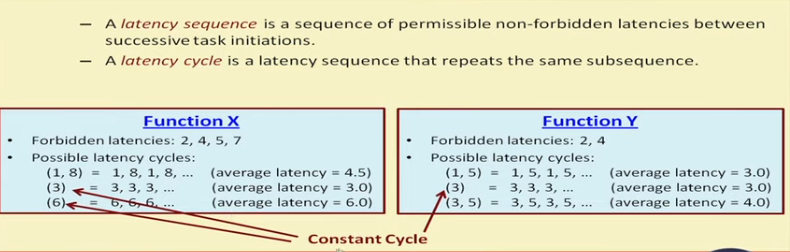 – A latency sequence is a sequence of permissible non-forbidden latencies between
successive task initiations.
– A latency cycle is a latency sequence that repeats the same subsequence.
Function X
• Forbidden latencies: 2, 4, 5, 7
• Possible latency cycles:
(1, 8) = 1, 8, 1, 8, ... (average latency = 4.5)
(3) = 3, 3, 3, ... (average latency = 3.0)
(6) = 6, 6, 6, ... (average latency = 6.0)
Function Y
• Forbidden latencies: 2, 4
• Possible latency cycles:
(1, 5) = 1, 5, 1, 5, ... (average latency = 3.0)
(3) = 3, 3, 3, ... (average latency = 3.0)
(3, 5) = 3, 5, 3, 5, ... (average latency = 4.0)
Constant Cycle